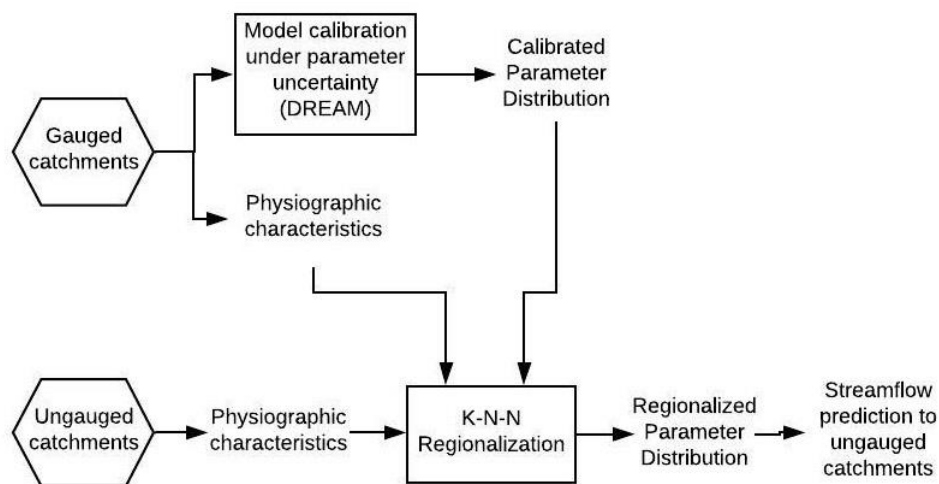 Model calibration
under parameter
uncertainty
(DREAM)
Calibrated
Parameter
Distribution
Gauged
catchments
Physiographic
characteristics
Ungauged
catchments
Physiographic
characteristics
K-N-N
Regionalization
Regionalized
Parameter
Distribution
Streamflow
prediction to
ungauged
catchments